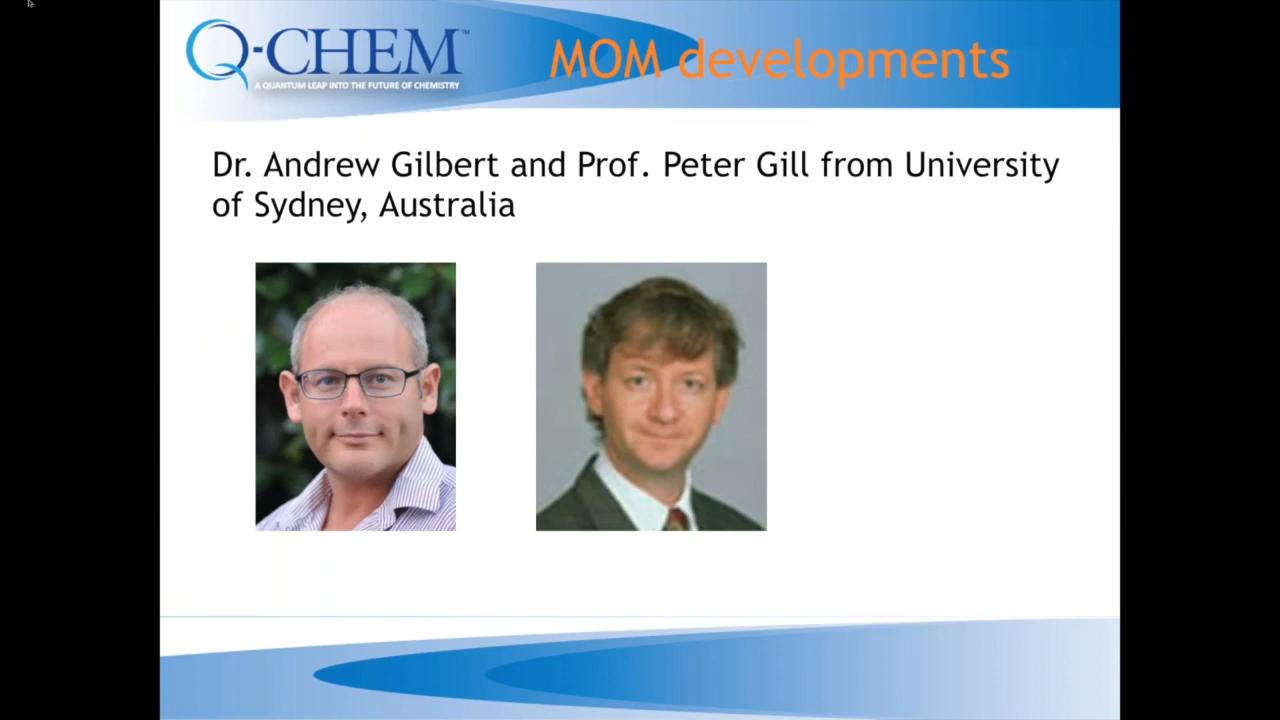 Q-CHEM™
A QUANTUM LEAP INTO THE FUTURE OF CHEMISTRY
MOM developments
Dr. Andrew Gilbert and Prof. Peter Gill from University
of Sydney, Australia